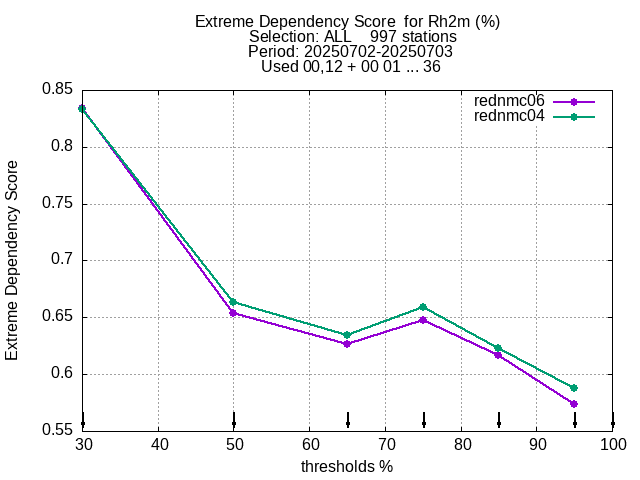 Extreme Dependency Score  for Rh2m (%)
Selection: ALL    997 stations
Period: 20250702-20250703
Used 00,12 + 00 01 ... 36
rednmc06
rednmc04
Extreme Dependency Score
0.85
0.8
0.75
0.7
0.65
0.6
0.55
30 40 50 60 70 80 90 100
thresholds %